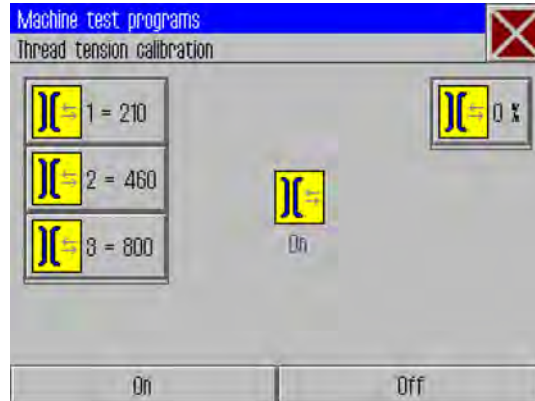 Machine test programs
Thread tension calibration
1 = 210
0 %
2 = 460
On
3 = 800
On
Off